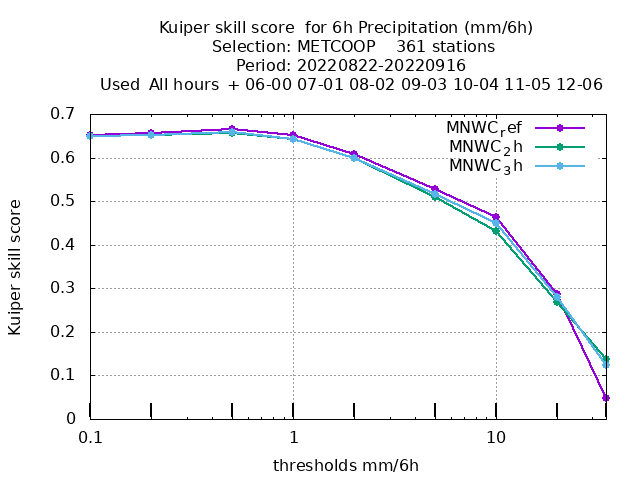 Kuiper skill score  for 6h Precipitation (mm/6h)
Selection: METCOOP    361 stations
Period: 20220822-20220916
Used  All hours  + 06-00 07-01 08-02 09-03 10-04 11-05 12-06
0.7
MNWC_ref
0.6
MNWC_2h
MNWC_3h
0.5
0.4
Kuiper skill score
0.3
0.2
0.1
0
0.1 1 10
thresholds mm/6h